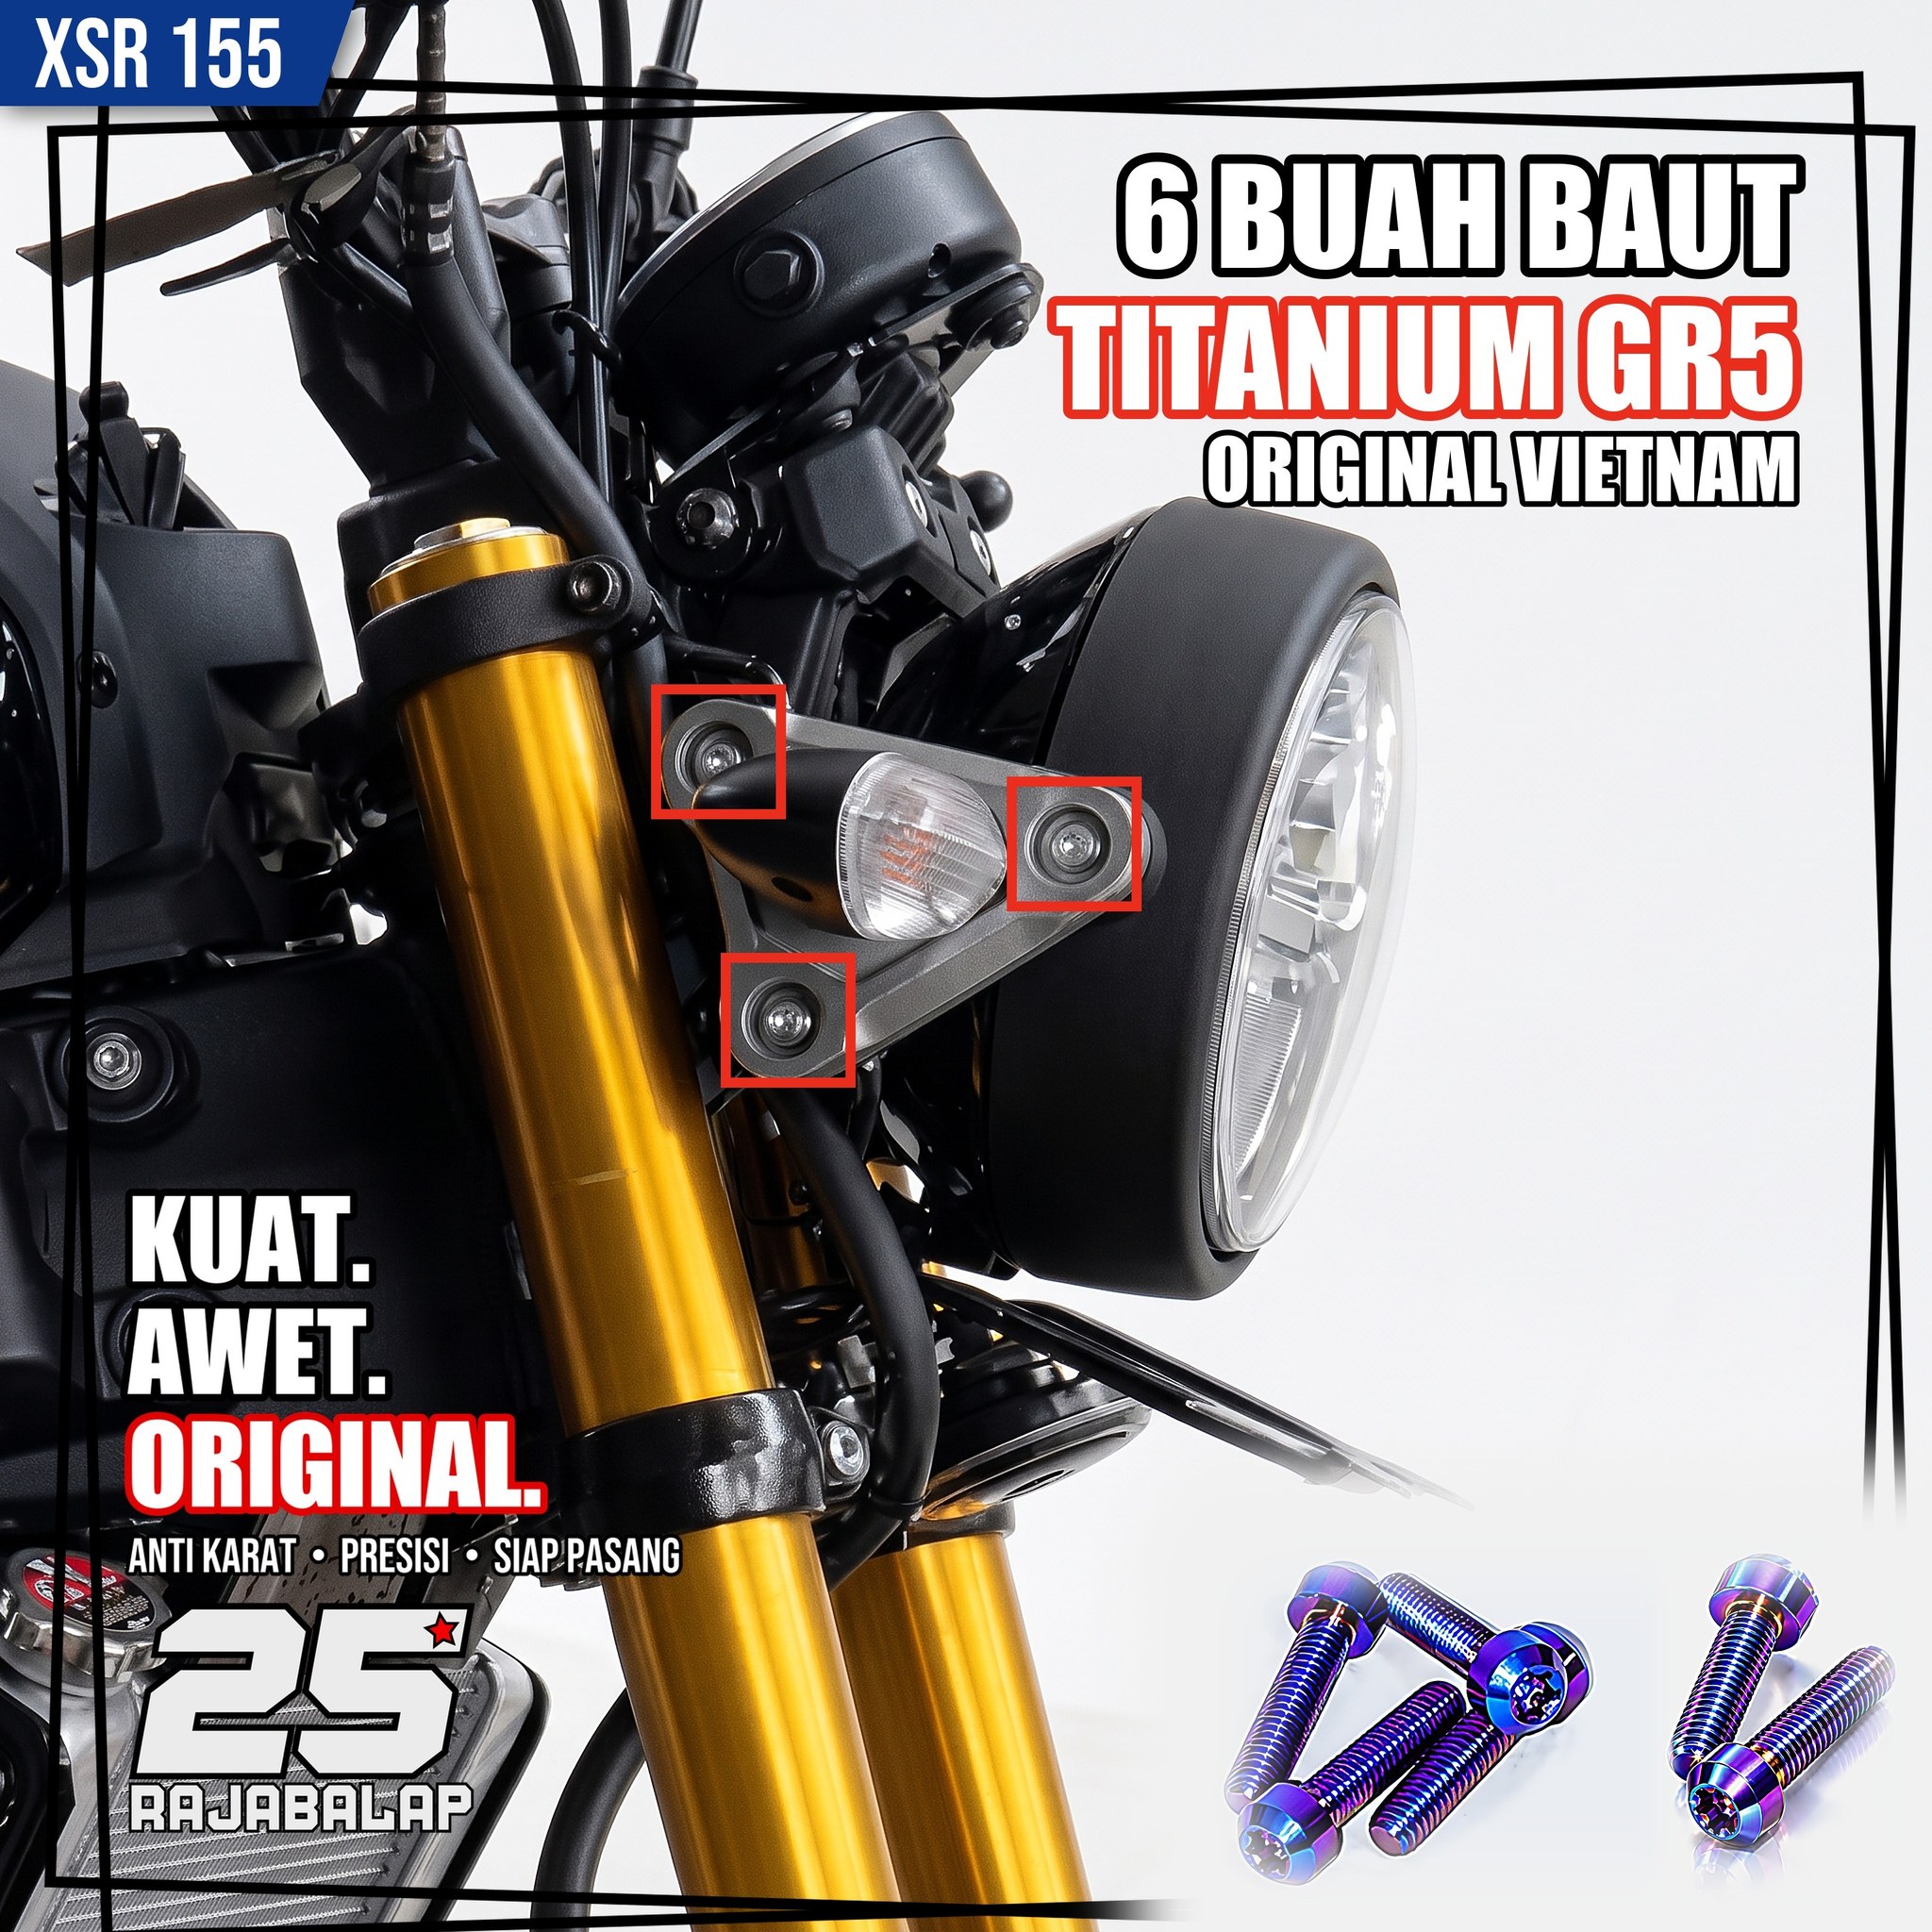 XSR 155
6 BUAH BAUT
TITANIUM GR5
ORIGINAL VIETNAM
KUAT.
AWET.
ORIGINAL.
ANTI KARAT • PRESISI • SIAP PASANG
25
RAJABALAP